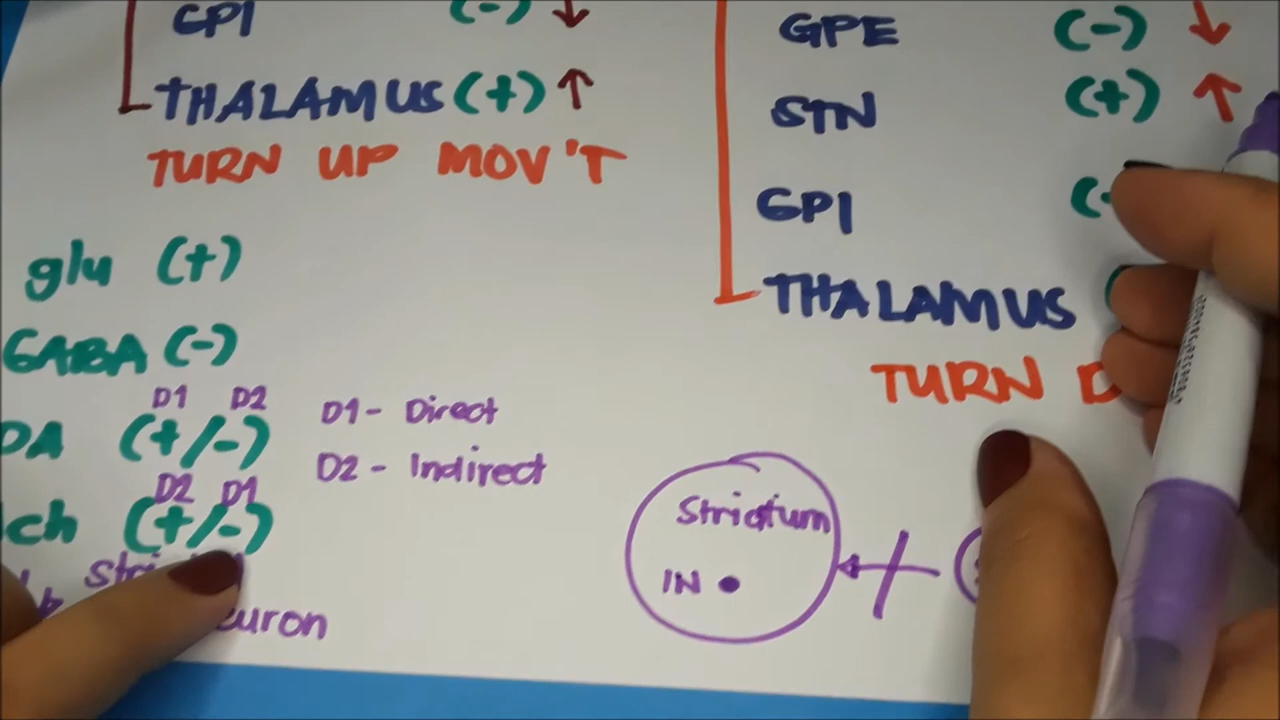 GPI (-) ↓
THALAMUS (+) ↑
TURN UP MOV'T
GPE (-) ↓
STN (+) ↑
GPI
THALAMUS
TURN
glu (+)
GABA (-)
D1 D2
DA (+/-)
D2 D1
ch (+/-)
D1 - Direct
D2 - Indirect
Striatum
IN